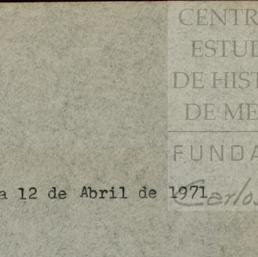 CENTR
ESTUD
DE HIST
DE ME
FUNDA
Carlos
a 12 de Abril de 1971